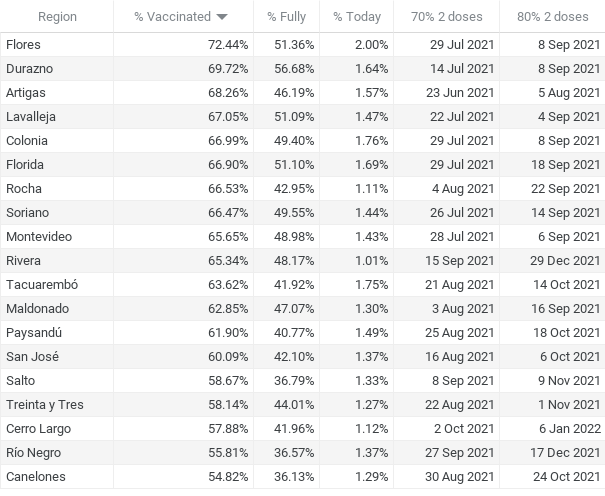 Region % Vaccinated % Fully % Today 70% 2 doses 80% 2 doses
Flores 72.44% 51.36% 2.00% 29 Jul 2021 8 Sep 2021
Durazno 69.72% 56.68% 1.64% 14 Jul 2021 8 Sep 2021
Artigas 68.26% 46.19% 1.57% 23 Jun 2021 5 Aug 2021
Lavalleja 67.05% 51.09% 1.47% 22 Jul 2021 4 Sep 2021
Colonia 66.99% 49.40% 1.76% 29 Jul 2021 8 Sep 2021
Florida 66.90% 51.10% 1.69% 29 Jul 2021 18 Sep 2021
Rocha 66.53% 42.95% 1.11% 4 Aug 2021 22 Sep 2021
Soriano 66.47% 49.55% 1.44% 26 Jul 2021 14 Sep 2021
Montevideo 65.65% 48.98% 1.43% 28 Jul 2021 6 Sep 2021
Rivera 65.34% 48.17% 1.01% 15 Sep 2021 29 Dec 2021
Tacuarembó 63.62% 41.92% 1.75% 21 Aug 2021 14 Oct 2021
Maldonado 62.85% 47.07% 1.30% 3 Aug 2021 16 Sep 2021
Paysandú 61.90% 40.77% 1.49% 25 Aug 2021 18 Oct 2021
San José 60.09% 42.10% 1.37% 16 Aug 2021 6 Oct 2021
Salto 58.67% 36.79% 1.33% 8 Sep 2021 9 Nov 2021
Treinta y Tres 58.14% 44.01% 1.27% 22 Aug 2021 1 Nov 2021
Cerro Largo 57.88% 41.96% 1.12% 2 Oct 2021 6 Jan 2022
Río Negro 55.81% 36.57% 1.37% 27 Sep 2021 17 Dec 2021
Canelones 54.82% 36.13% 1.29% 30 Aug 2021 24 Oct 2021